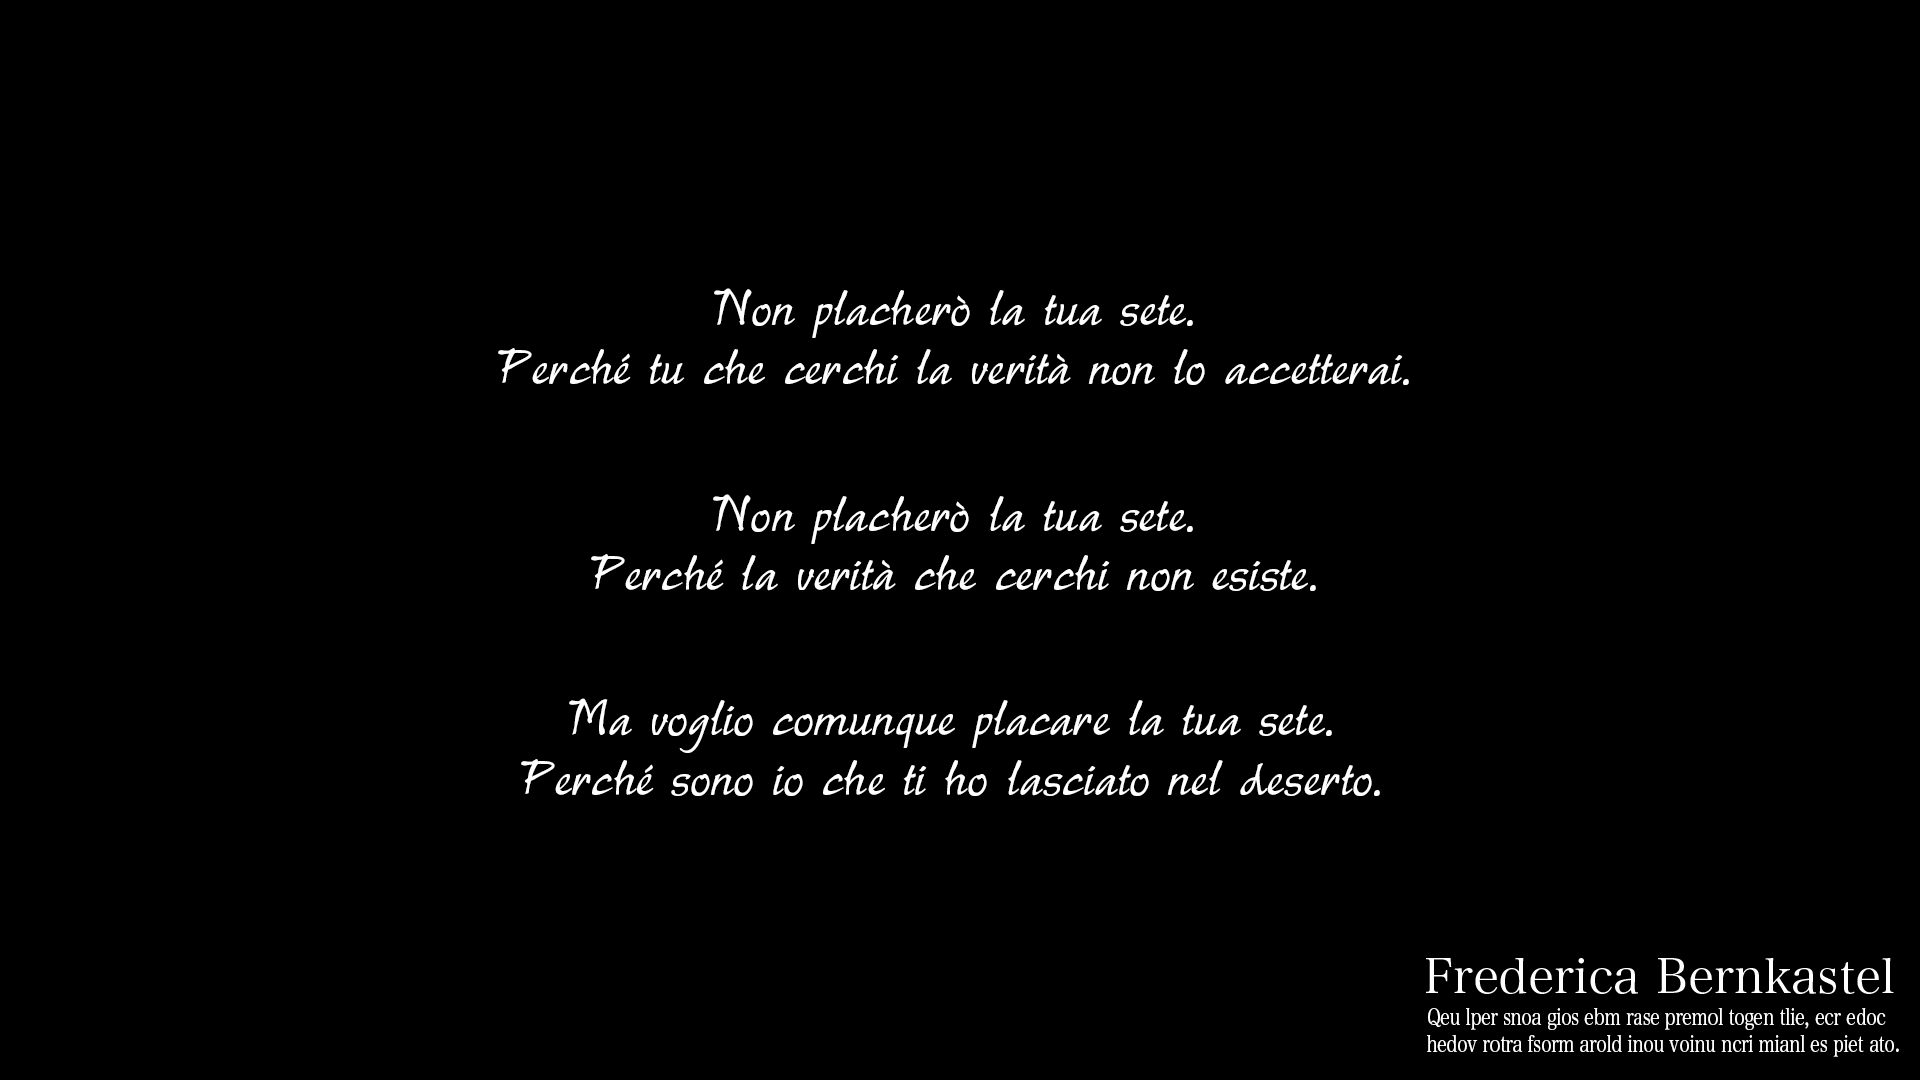 Non placherò la tua sete.
Perché tu che cerchi la verità non lo accetterai.
Non placherò la tua sete.
Perché la verità che cerchi non esiste.
Ma voglio comunque placare la tua sete.
Perché sono io che ti ho lasciato nel deserto.
Frederica Bernkastel
Qeu lper snoa gios ebm rase premol togen tlie, ecr edoc
hedov rotra fsorm arold inou voinu ncri mianl es piet ato.